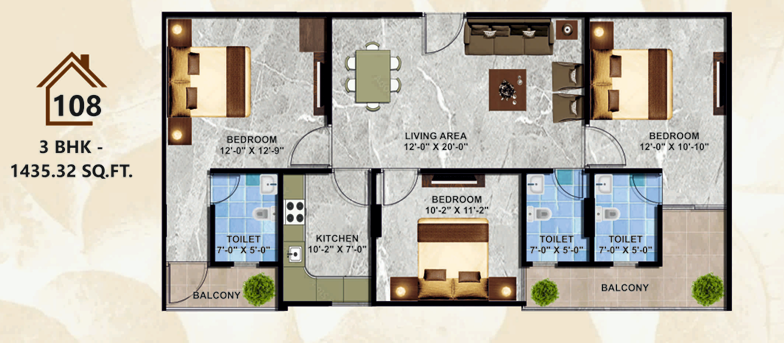 108
3 BHK -
1435.32 SQ.FT.
BEDROOM
12'-0" X 12'-9"
LIVING AREA
12'-0" X 20'-0"
BEDROOM
12'-0" X 10'-10"
BEDROOM
10'-2" X 11'-2"
TOILET
7'-0" X 5'-0"
KITCHEN
10'-2" X 7'-0"
TOILET
7'-0" X 5'-0"
TOILET
7'-0" X 5'-0"
BALCONY
BALCONY